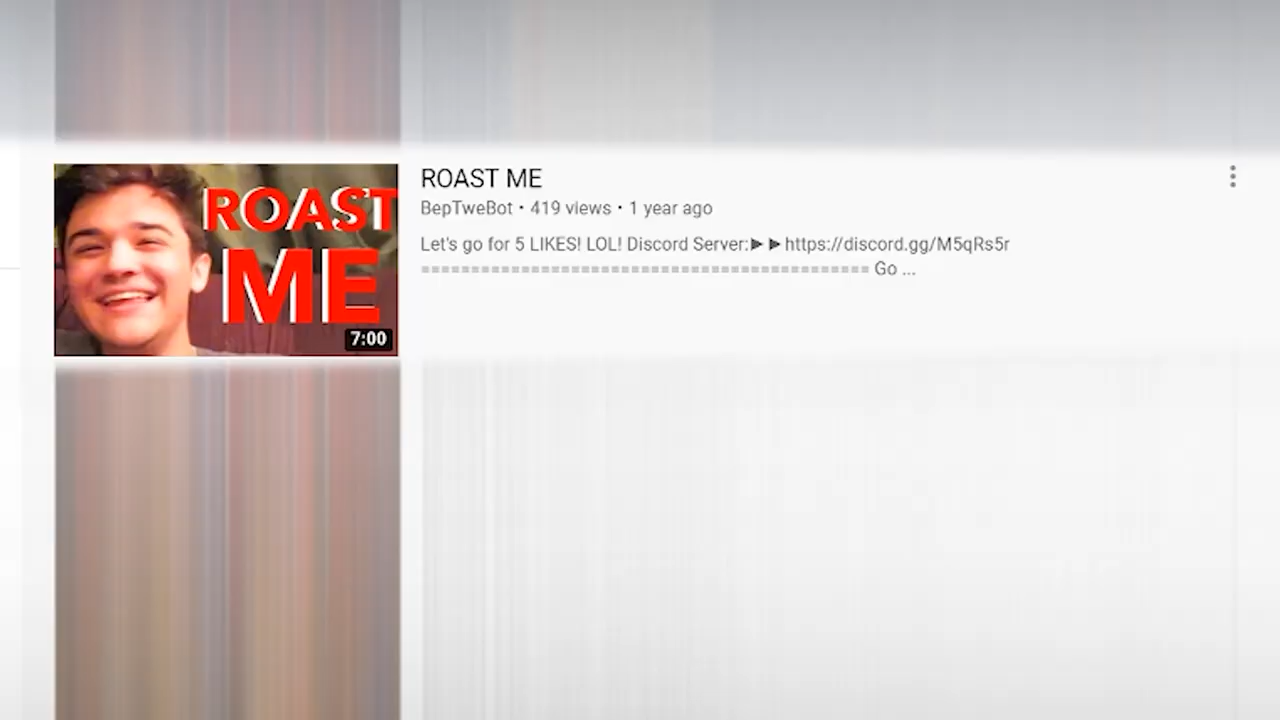 ROAST
ME
7:00
ROAST ME
BepTweBot • 419 views • 1 year ago
Let's go for 5 LIKES! LOL! Discord Server:►►https://discord.gg/M5qRs5r
============================================= Go ...